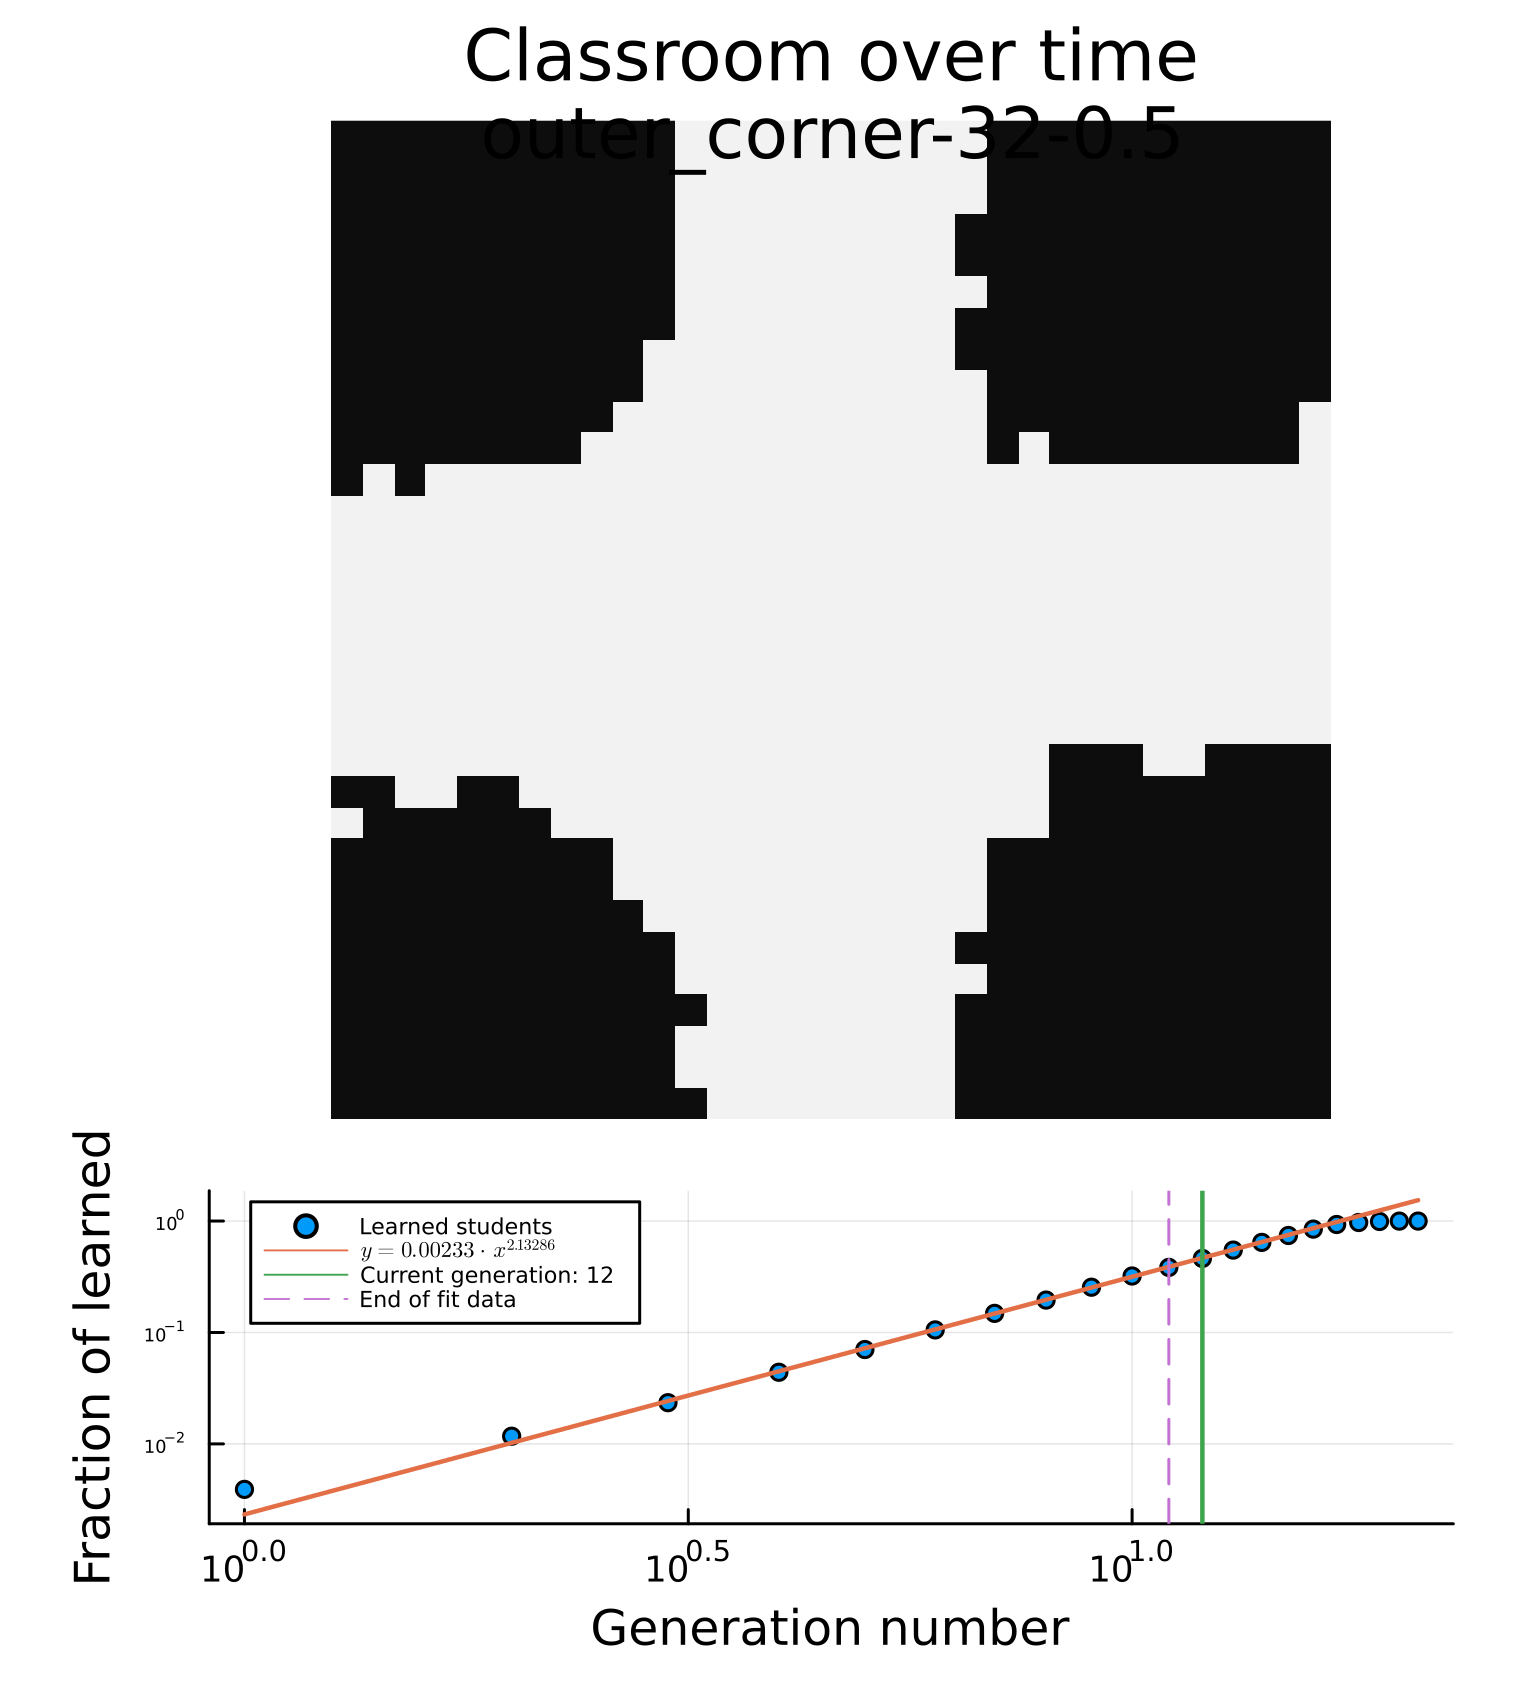 Classroom over time
outer_corner-32-0.5
Fraction of learned
10^0
10^−1
10^−2
Learned students
y = 0.00233 · x^2.13286
Current generation: 12
End of fit data
10^0.0 10^0.5 10^1.0
Generation number